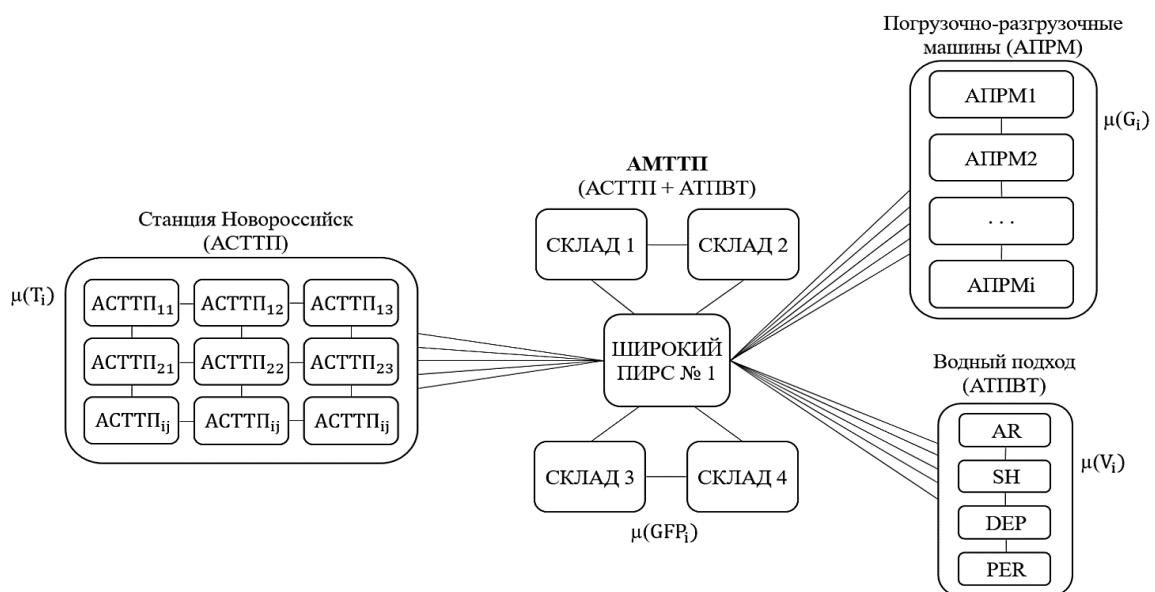 Станция Новороссийск
(АСТТП)
μ(Tᵢ)
АСТТП₁₁ АСТТП₁₂ АСТТП₁₃
АСТТП₂₁ АСТТП₂₂ АСТТП₂₃
АСТТПᵢⱼ АСТТПᵢⱼ АСТТПᵢⱼ
АМТТП
(АСТТП + АТПВТ)
СКЛАД 1 СКЛАД 2
ШИРОКИЙ
ПИРС № 1
СКЛАД 3 СКЛАД 4
μ(GFPᵢ)
Погрузочно-разгрузочные
машины (АПРМ)
АПРМ1
μ(Gᵢ)
АПРМ2
. . .
АПРМi
Водный подход
(АТПВТ)
AR
μ(Vᵢ)
SH
DEP
PER